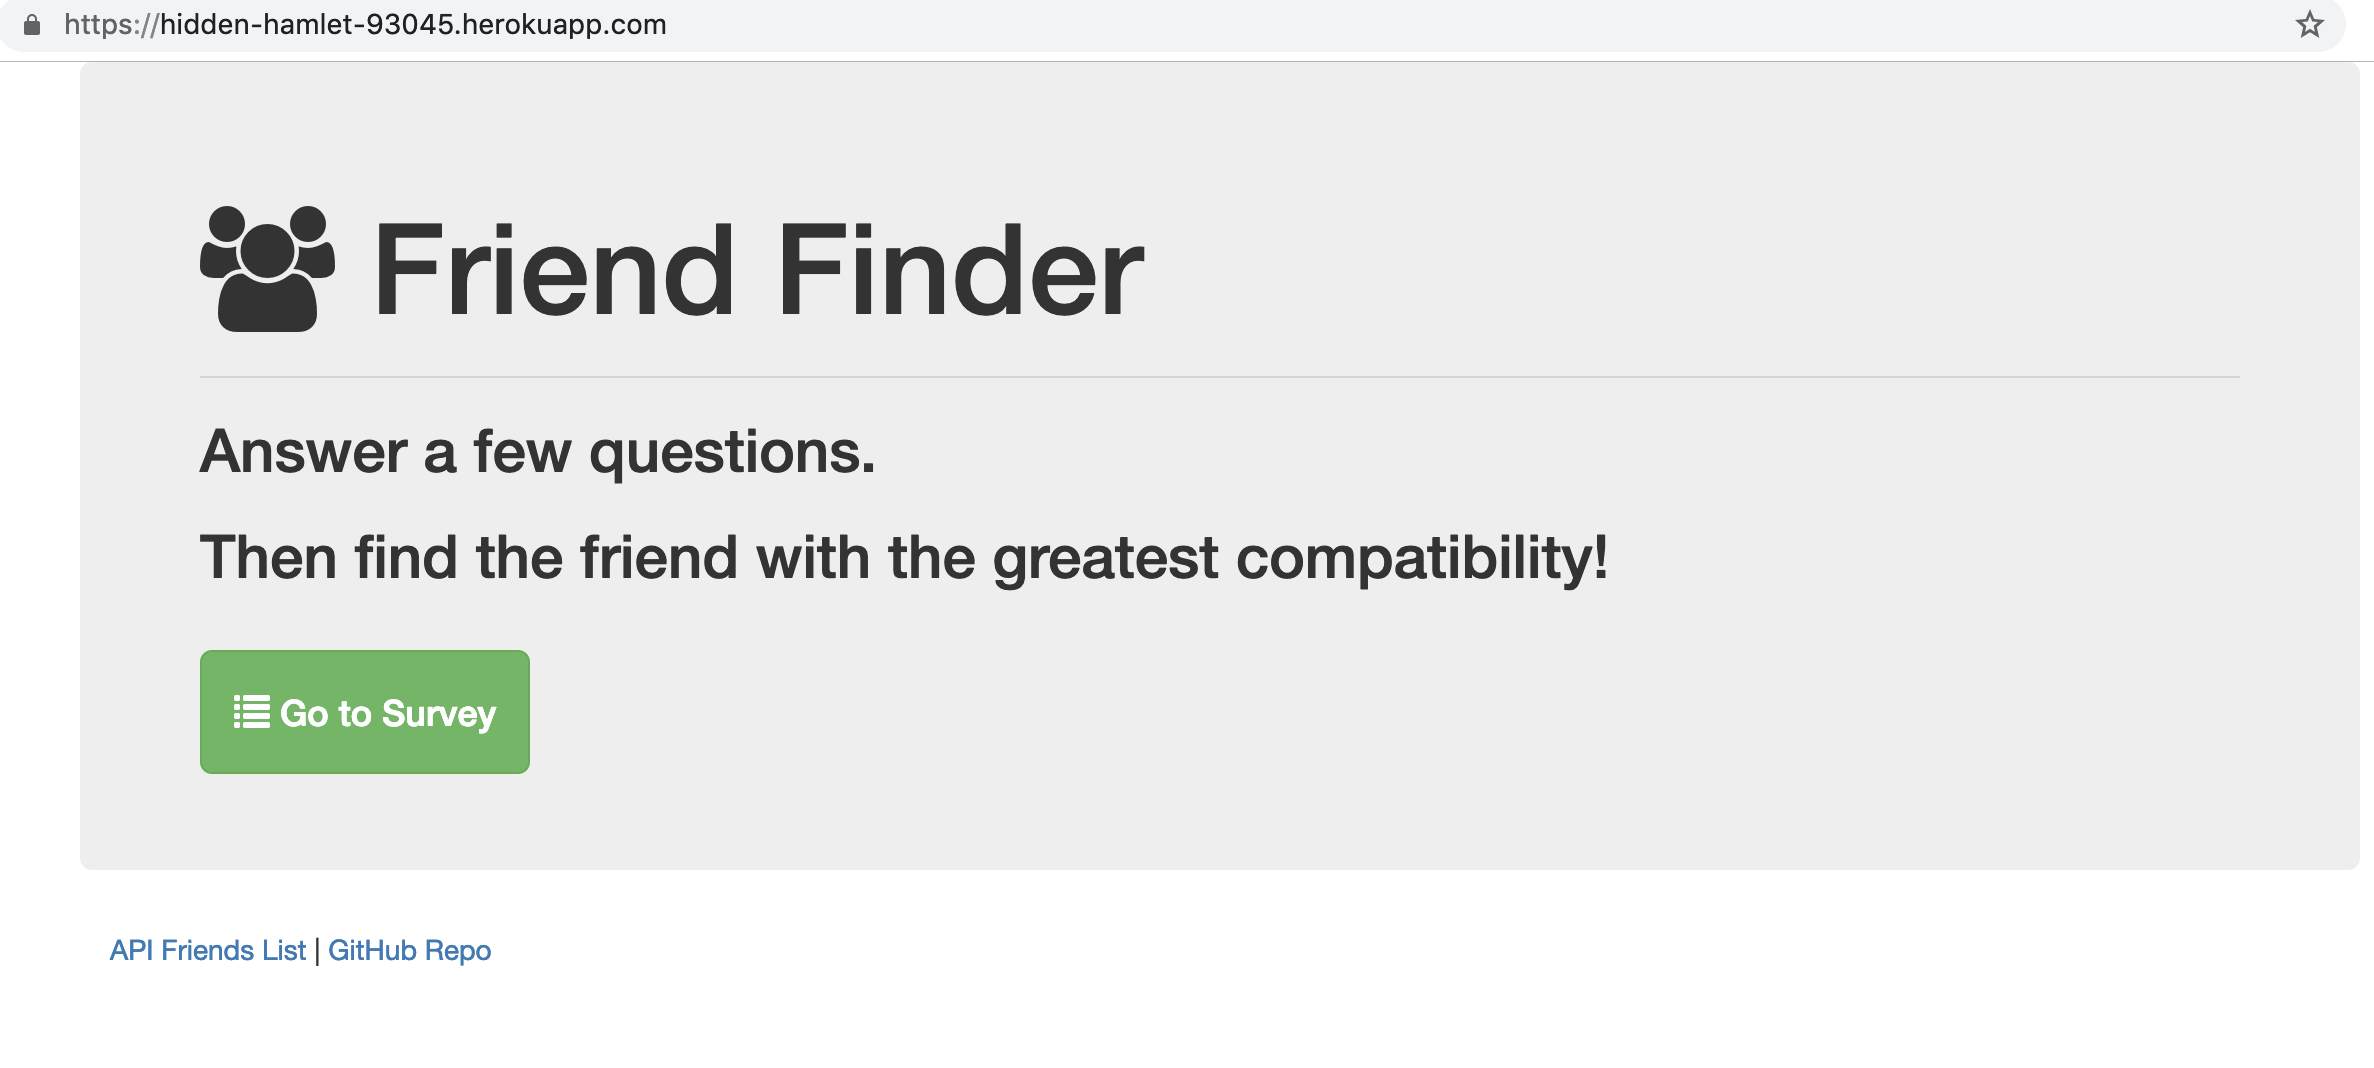 https://hidden-hamlet-93045.herokuapp.com
Friend Finder
Answer a few questions.
Then find the friend with the greatest compatibility!
Go to Survey
API Friends List | GitHub Repo